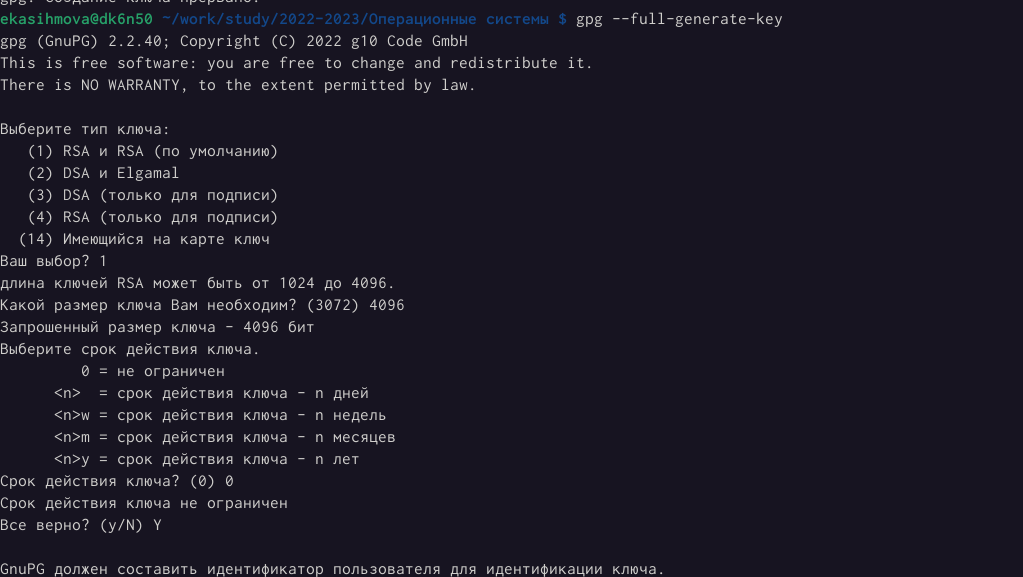 gpg: создание ключа прервано.
ekasihmova@dk6n50 ~/work/study/2022-2023/Операционные системы $ gpg --full-generate-key
gpg (GnuPG) 2.2.40; Copyright (C) 2022 g10 Code GmbH
This is free software: you are free to change and redistribute it.
There is NO WARRANTY, to the extent permitted by law.
Выберите тип ключа:
(1) RSA и RSA (по умолчанию)
(2) DSA и Elgamal
(3) DSA (только для подписи)
(4) RSA (только для подписи)
(14) Имеющийся на карте ключ
Ваш выбор? 1
длина ключей RSA может быть от 1024 до 4096.
Какой размер ключа Вам необходим? (3072) 4096
Запрошенный размер ключа - 4096 бит
Выберите срок действия ключа.
0 = не ограничен
<n>  = срок действия ключа - n дней
<n>w = срок действия ключа - n недель
<n>m = срок действия ключа - n месяцев
<n>y = срок действия ключа - n лет
Срок действия ключа? (0) 0
Срок действия ключа не ограничен
Все верно? (y/N) Y
GnuPG должен составить идентификатор пользователя для идентификации ключа.